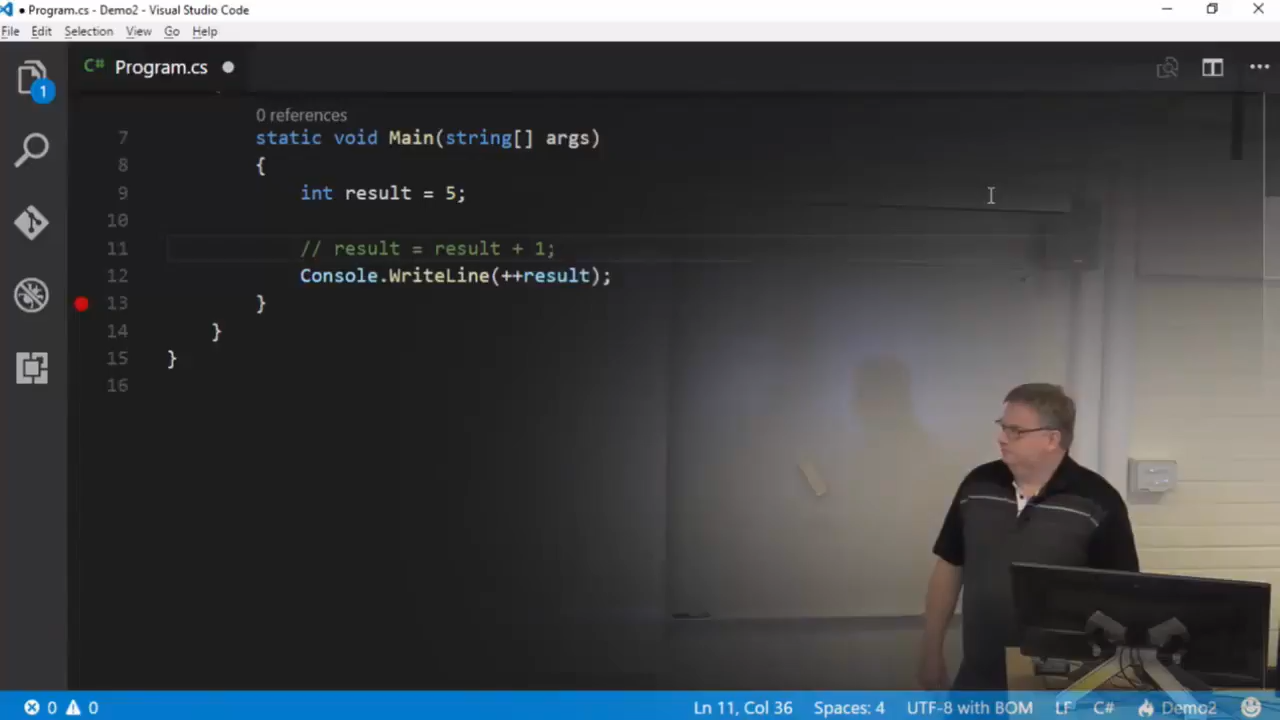 ● Program.cs - Demo2 - Visual Studio Code
File Edit Selection View Go Help
C# Program.cs ●
1
0 references
7 static void Main(string[] args)
8 {
9 int result = 5;
10
11 // result = result + 1;
12 Console.WriteLine(++result);
13 }
14 }
15 }
16
0 0 Ln 11, Col 36 Spaces: 4 UTF-8 with BOM LF C# Demo2